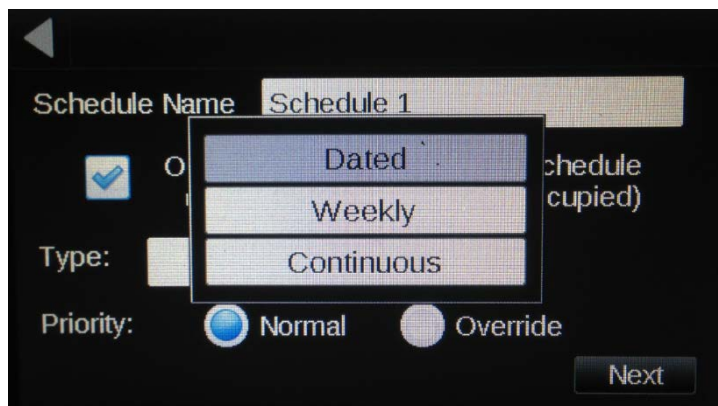 Schedule Name Schedule 1
Dated
chedule
Weekly
cupied)
Type:
Continuous
Priority: Normal Override
Next